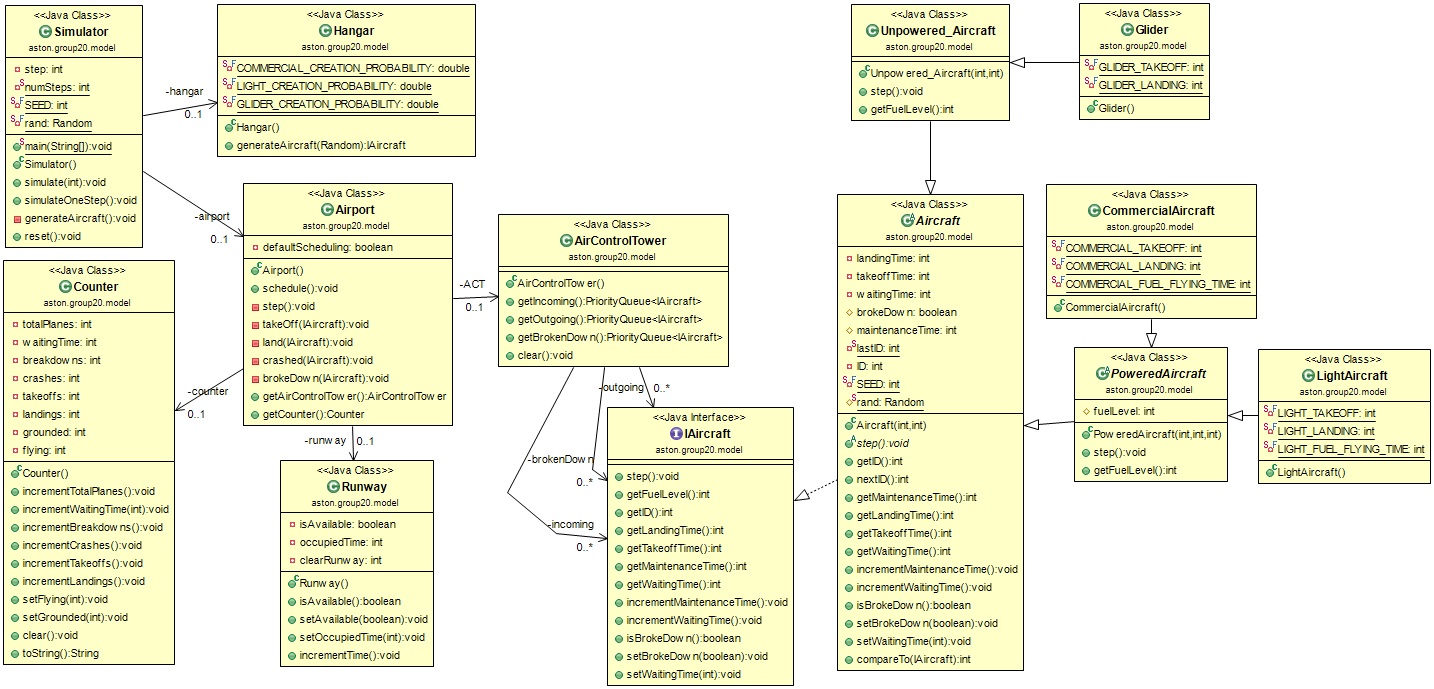 <<Java Class>>
Simulator
aston.group20.model
step: int
numSteps: int
SEED: int
rand: Random
main(String[]):void
Simulator()
simulate(int):void
simulateOneStep():void
generateAircraft():void
reset():void
-hangar
0..1
<<Java Class>>
Hangar
aston.group20.model
COMMERCIAL_CREATION_PROBABILITY: double
LIGHT_CREATION_PROBABILITY: double
GLIDER_CREATION_PROBABILITY: double
Hangar()
generateAircraft(Random):IAircraft
-airport
0..1
<<Java Class>>
Airport
aston.group20.model
defaultScheduling: boolean
Airport()
schedule():void
step():void
takeOff(IAircraft):void
land(IAircraft):void
crashed(IAircraft):void
brokeDown(IAircraft):void
getAirControlTower():AirControlTower
getCounter():Counter
-counter
0..1
<<Java Class>>
Counter
aston.group20.model
totalPlanes: int
waitingTime: int
breakdowns: int
crashes: int
takeoffs: int
landings: int
grounded: int
flying: int
Counter()
incrementTotalPlanes():void
incrementWaitingTime(int):void
incrementBreakdowns():void
incrementCrashes():void
incrementTakeoffs():void
incrementLandings():void
setFlying(int):void
setGrounded(int):void
clear():void
toString():String
-runway
0..1
<<Java Class>>
Runway
aston.group20.model
isAvailable: boolean
occupiedTime: int
clearRunway: int
Runway()
isAvailable():boolean
setAvailable(boolean):void
setOccupiedTime(int):void
incrementTime():void
-ACT
0..1
<<Java Class>>
AirControlTower
aston.group20.model
AirControlTower()
getIncoming():PriorityQueue<IAircraft>
getOutgoing():PriorityQueue<IAircraft>
getBrokenDown():PriorityQueue<IAircraft>
clear():void
-outgoing
0..*
-brokenDown
0..*
-incoming
0..*
<<Java Interface>>
IAircraft
aston.group20.model
step():void
getFuelLevel():int
getID():int
getLandingTime():int
getTakeoffTime():int
getMaintenanceTime():int
getWaitingTime():int
incrementMaintenanceTime():void
incrementWaitingTime():void
isBrokeDown():boolean
setBrokeDown(boolean):void
setWaitingTime(int):void
<<Java Class>>
Unpowered_Aircraft
aston.group20.model
Unpowered_Aircraft(int,int)
step():void
getFuelLevel():int
<<Java Class>>
Glider
aston.group20.model
GLIDER_TAKEOFF: int
GLIDER_LANDING: int
Glider()
<<Java Class>>
Aircraft
aston.group20.model
landingTime: int
takeoffTime: int
waitingTime: int
brokeDown: boolean
maintenanceTime: int
lastID: int
ID: int
SEED: int
rand: Random
Aircraft(int,int)
step():void
getID():int
nextID():int
getMaintenanceTime():int
getLandingTime():int
getTakeoffTime():int
getWaitingTime():int
incrementMaintenanceTime():void
incrementWaitingTime():void
isBrokeDown():boolean
setBrokeDown(boolean):void
setWaitingTime(int):void
compareTo(IAircraft):int
<<Java Class>>
CommercialAircraft
aston.group20.model
COMMERCIAL_TAKEOFF: int
COMMERCIAL_LANDING: int
COMMERCIAL_FUEL_FLYING_TIME: int
CommercialAircraft()
<<Java Class>>
PoweredAircraft
aston.group20.model
fuelLevel: int
PoweredAircraft(int,int,int)
step():void
getFuelLevel():int
<<Java Class>>
LightAircraft
aston.group20.model
LIGHT_TAKEOFF: int
LIGHT_LANDING: int
LIGHT_FUEL_FLYING_TIME: int
LightAircraft()